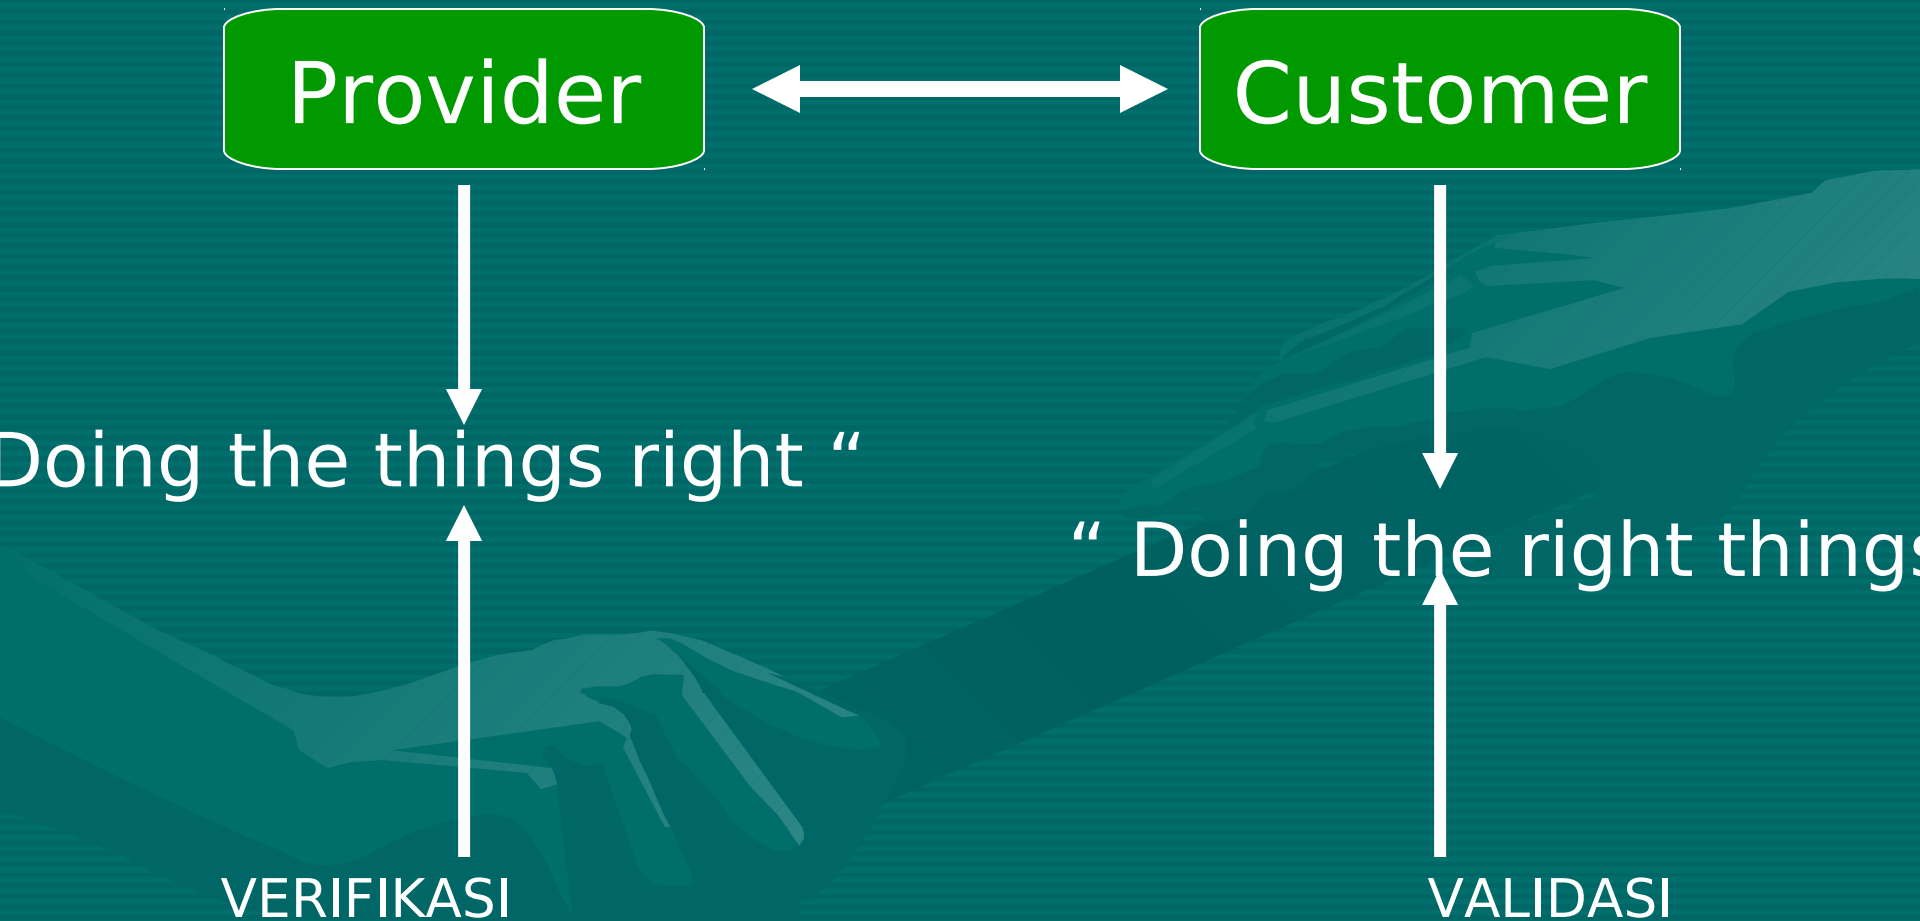 Provider
Customer
Doing the things right “
“ Doing the right things
VERIFIKASI
VALIDASI